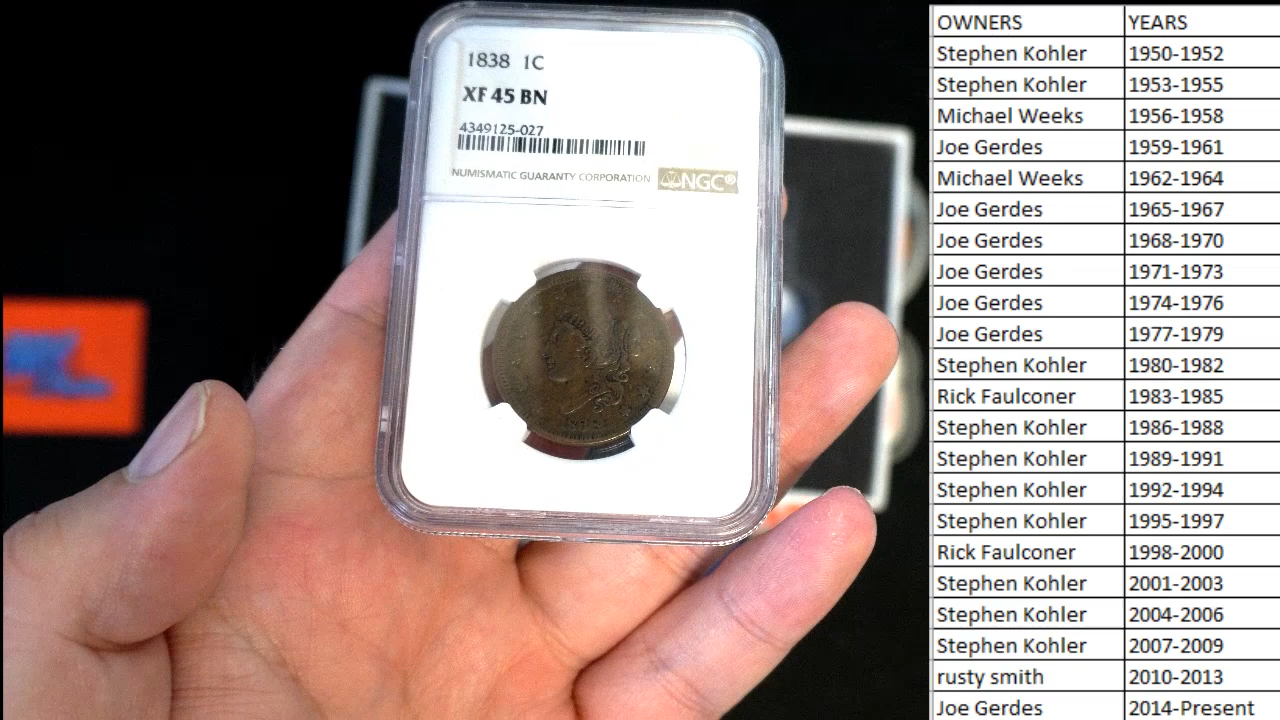 1838 1C
XF 45 BN
4349125-027
NUMISMATIC GUARANTY CORPORATION NGC®
OWNERS YEARS
Stephen Kohler 1950-1952
Stephen Kohler 1953-1955
Michael Weeks 1956-1958
Joe Gerdes 1959-1961
Michael Weeks 1962-1964
Joe Gerdes 1965-1967
Joe Gerdes 1968-1970
Joe Gerdes 1971-1973
Joe Gerdes 1974-1976
Joe Gerdes 1977-1979
Stephen Kohler 1980-1982
Rick Faulconer 1983-1985
Stephen Kohler 1986-1988
Stephen Kohler 1989-1991
Stephen Kohler 1992-1994
Stephen Kohler 1995-1997
Rick Faulconer 1998-2000
Stephen Kohler 2001-2003
Stephen Kohler 2004-2006
Stephen Kohler 2007-2009
rusty smith 2010-2013
Joe Gerdes 2014-Present